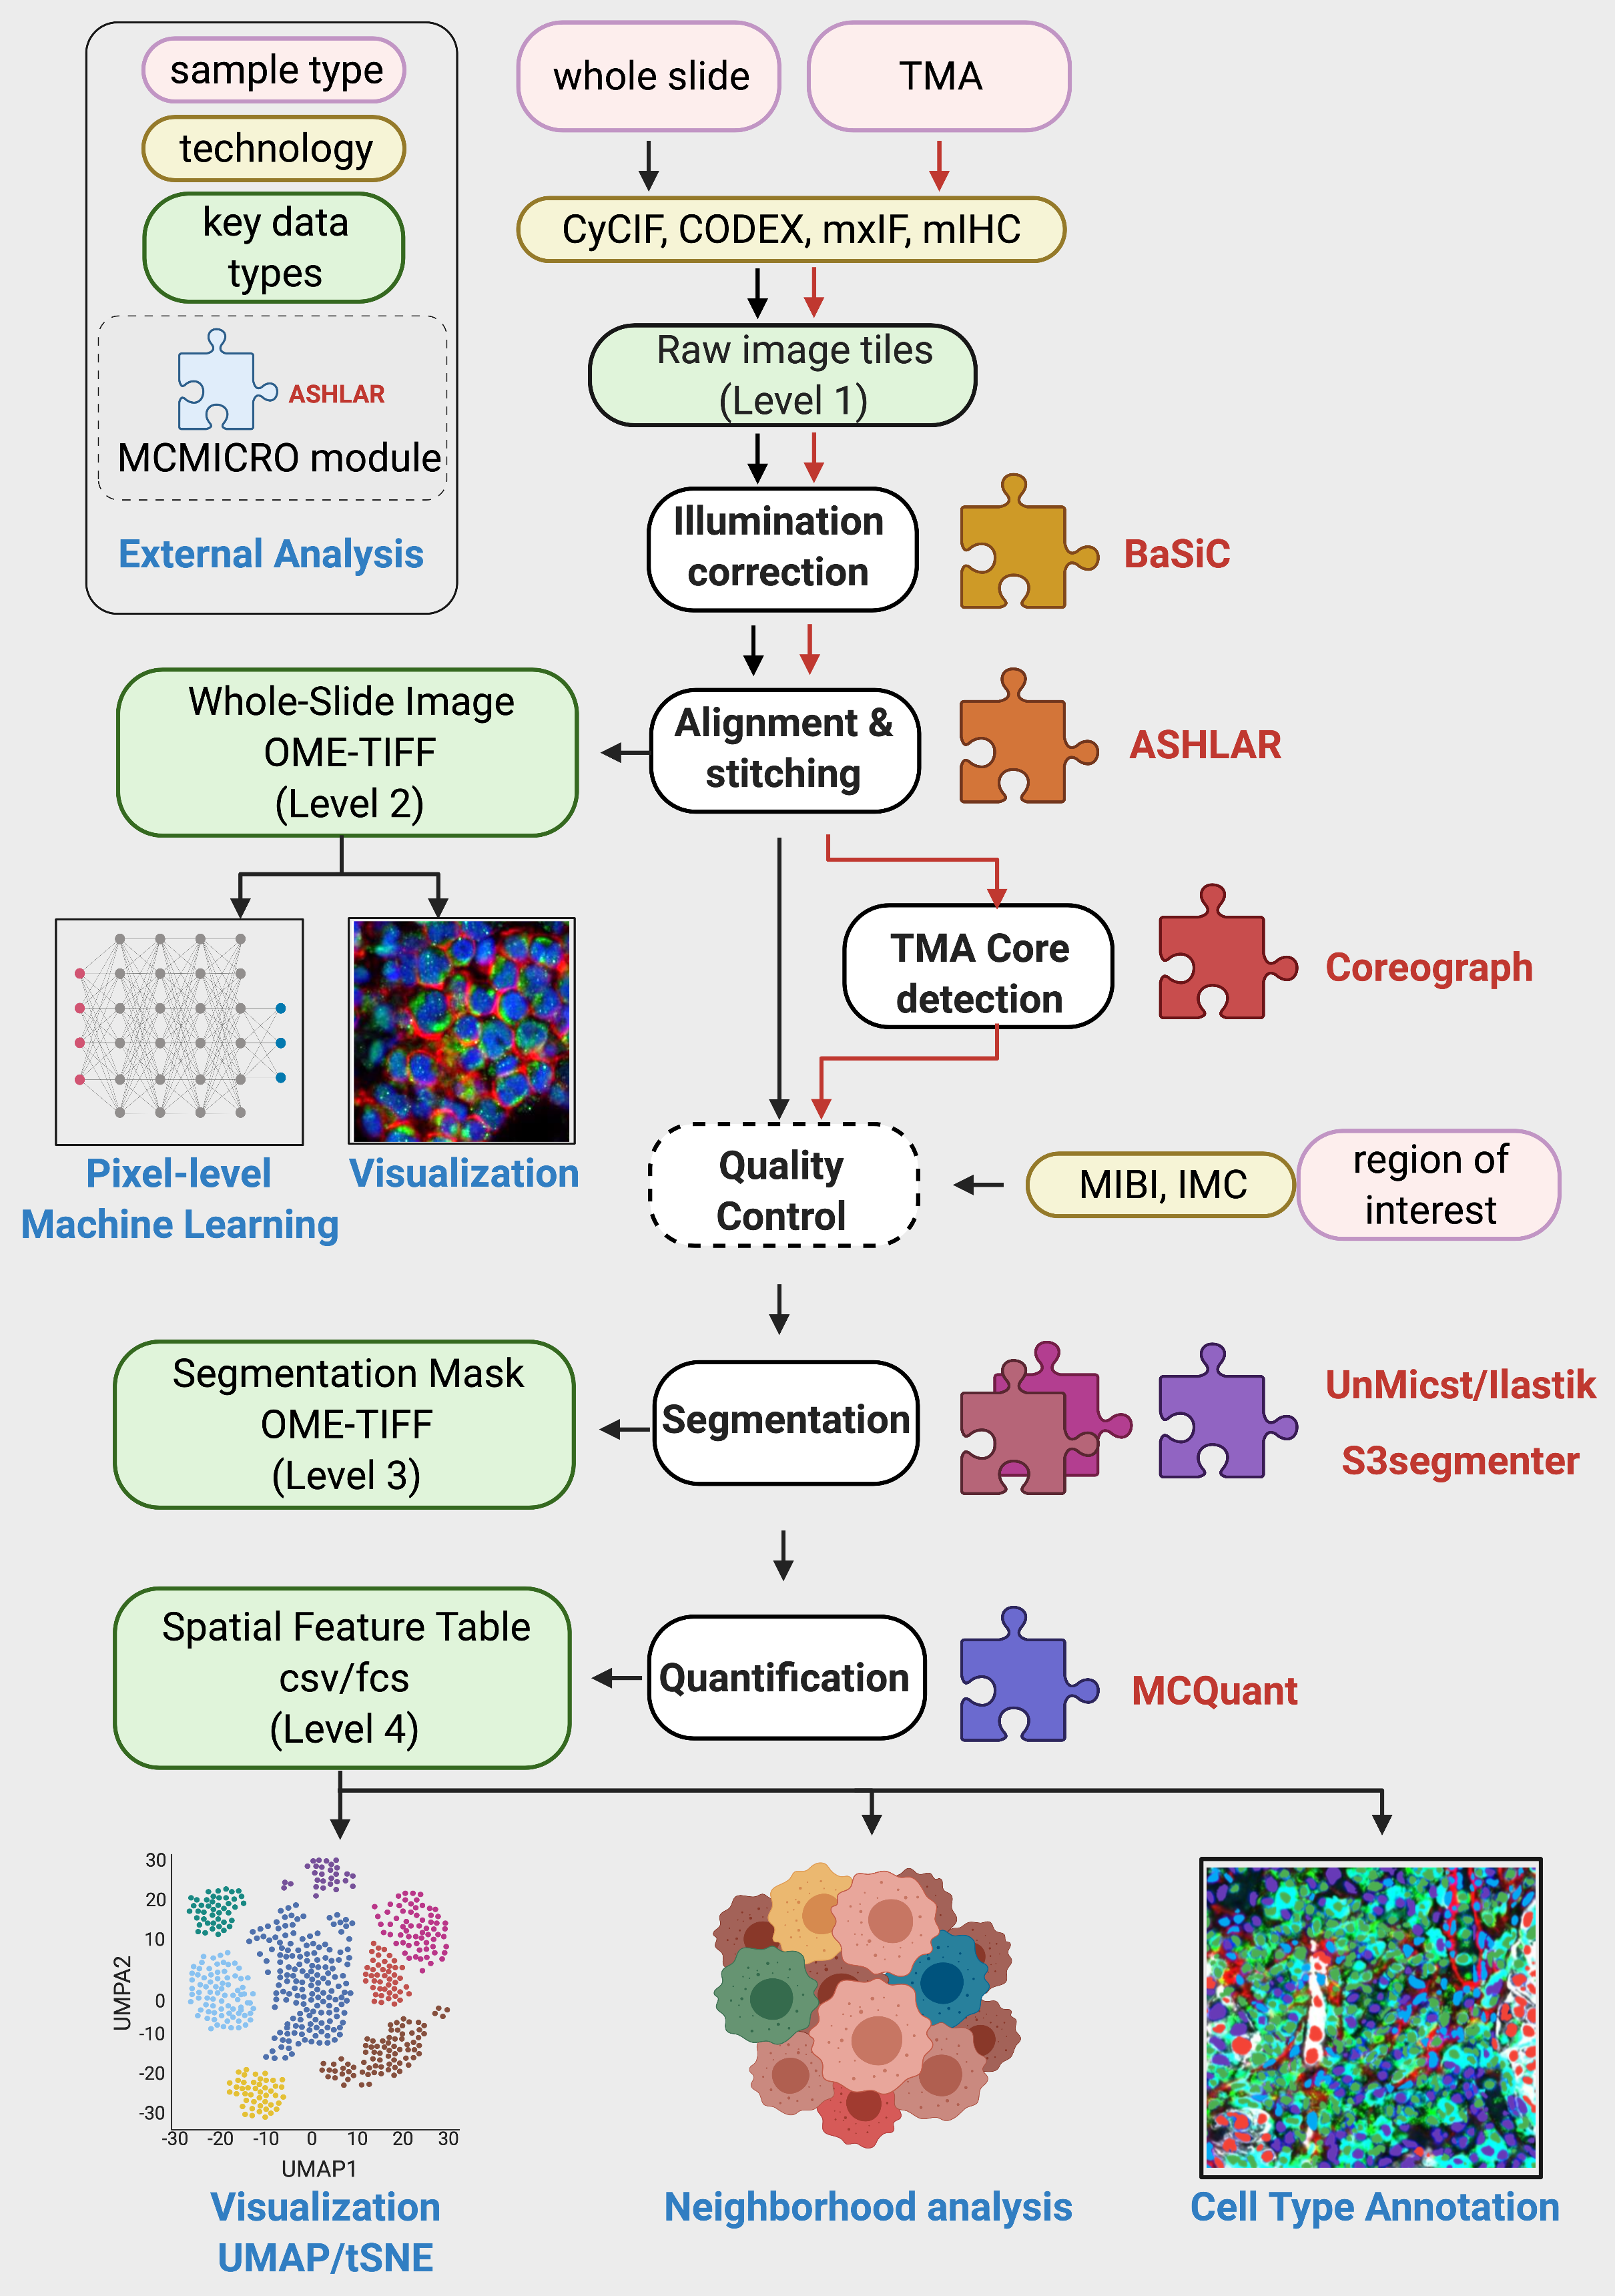 sample type
technology
key data
types
ASHLAR
MCMICRO module
External Analysis
whole slide
TMA
CyCIF, CODEX, mxIF, mIHC
Raw image tiles
(Level 1)
Illumination
correction
BaSiC
Whole-Slide Image
OME-TIFF
(Level 2)
Alignment &
stitching
ASHLAR
TMA Core
detection
Coreograph
Pixel-level
Machine Learning
Visualization
Quality
Control
MIBI, IMC
region of
interest
Segmentation Mask
OME-TIFF
(Level 3)
Segmentation
UnMicst/Ilastik
S3segmenter
Spatial Feature Table
csv/fcs
(Level 4)
Quantification
MCQuant
30
20
10
0
-10
-20
-30
UMPA2
-30 -20 -10 0 10 20 30
UMAP1
Visualization
UMAP/tSNE
Neighborhood analysis
Cell Type Annotation